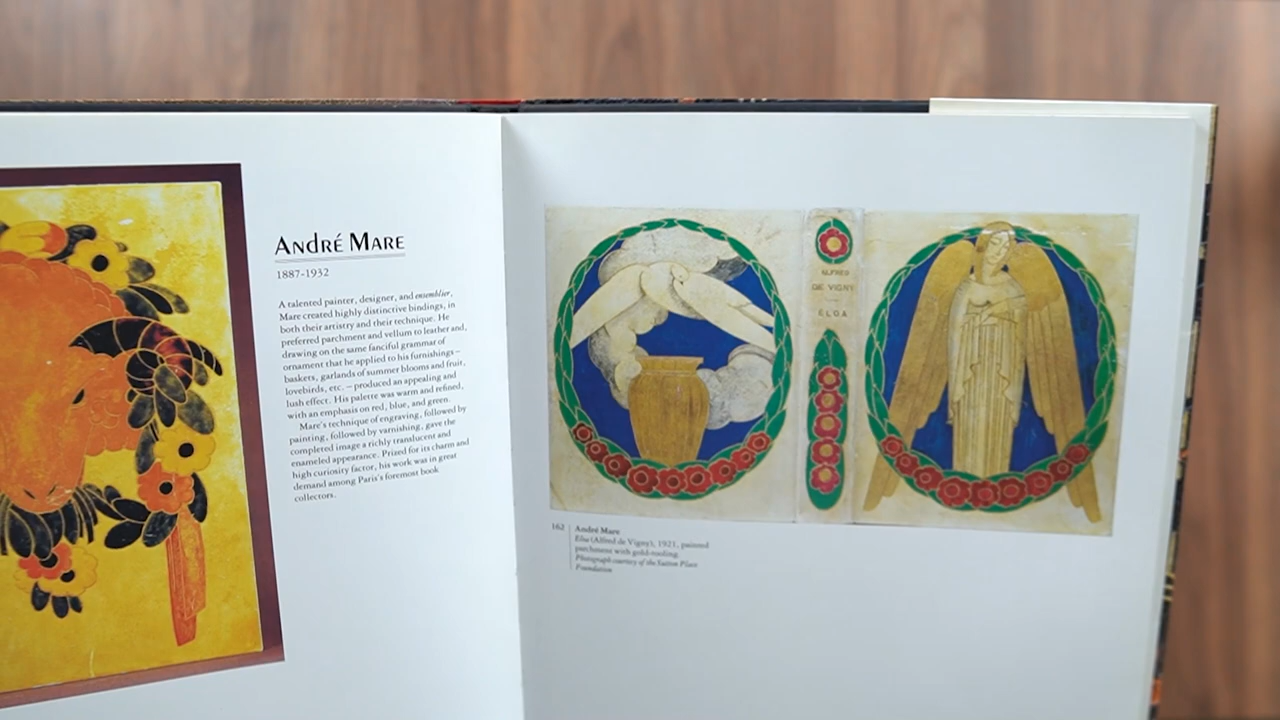 André Mare
1887-1932
A talented painter, designer, and ensemblier,
Mare created highly distinctive bindings, in
both their artistry and their technique. He
preferred parchment and vellum to leather and,
drawing on the same fanciful grammar of
ornament that he applied to his furnishings –
baskets, garlands of summer blooms and fruit,
lovebirds, etc. – produced an appealing and
lush effect. His palette was warm and refined,
with an emphasis on red, blue, and green.
Mare's technique of engraving, followed by
painting, followed by varnishing, gave the
completed image a richly translucent and
enameled appearance. Prized for its charm and
high curiosity factor, his work was in great
demand among Paris's foremost book
collectors.
ALFRED
DE VIGNY
ÉLOA
162
André Mare
Eloa (Alfred de Vigny), 1921, painted
parchment with gold-tooling.
Photograph courtesy of the Sutton Place
Foundation